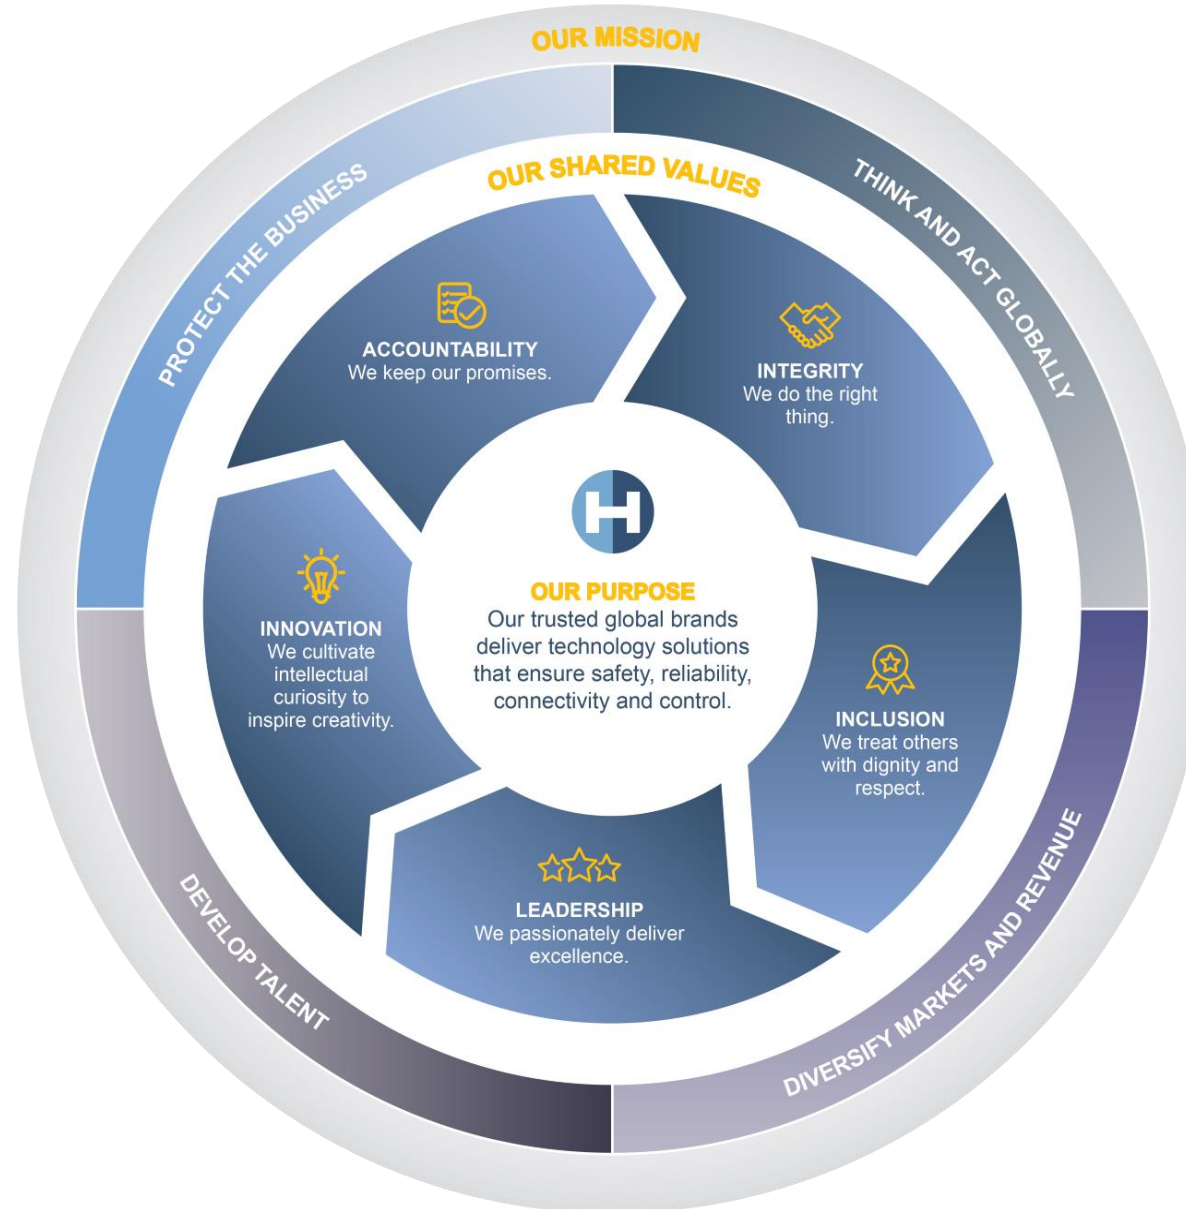 OUR MISSION
PROTECT THE BUSINESS
THINK AND ACT GLOBALLY
DIVERSIFY MARKETS AND REVENUE
DEVELOP TALENT
OUR SHARED VALUES
ACCOUNTABILITY
We keep our promises.
INTEGRITY
We do the right
thing.
INCLUSION
We treat others
with dignity and
respect.
LEADERSHIP
We passionately deliver
excellence.
INNOVATION
We cultivate
intellectual
curiosity to
inspire creativity.
H
OUR PURPOSE
Our trusted global brands
deliver technology solutions
that ensure safety, reliability,
connectivity and control.